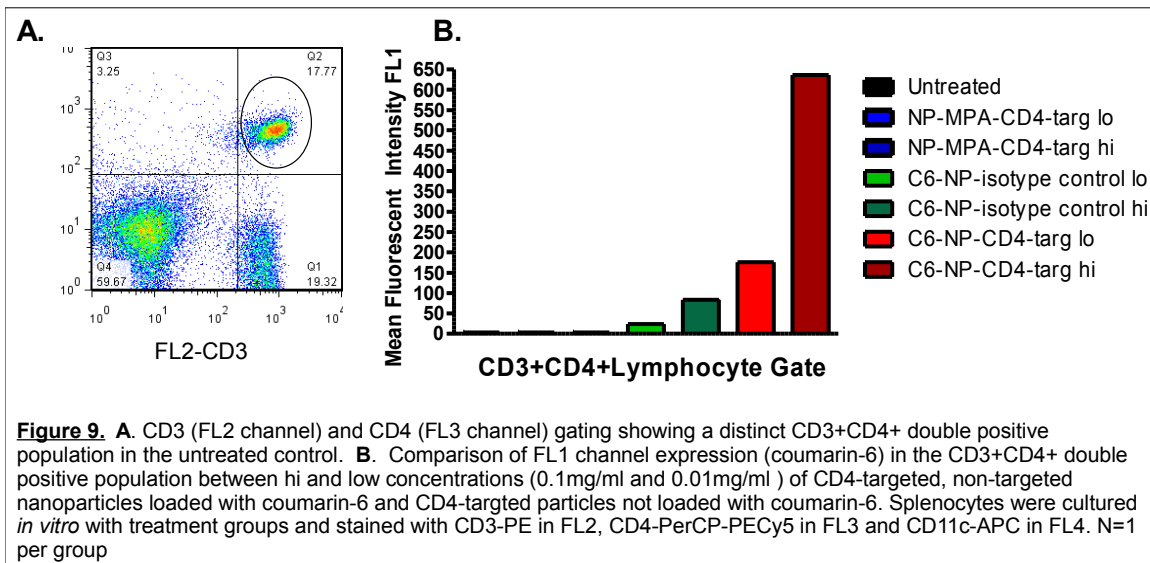 A.
B.
Q3
3.25
Q2
17.77
Q4
59.67
Q1
19.32
10
10³
10²
10¹
10⁰
10⁰
10¹
10²
10³
10⁴
FL2-CD3
Mean Fluorescent Intensity FL1
650
600
550
500
450
400
350
300
250
200
150
100
50
0
CD3+CD4+Lymphocyte Gate
Untreated
NP-MPA-CD4-targ lo
NP-MPA-CD4-targ hi
C6-NP-isotype control lo
C6-NP-isotype control hi
C6-NP-CD4-targ lo
C6-NP-CD4-targ hi
Figure 9. A. CD3 (FL2 channel) and CD4 (FL3 channel) gating showing a distinct CD3+CD4+ double positive
population in the untreated control. B. Comparison of FL1 channel expression (coumarin-6) in the CD3+CD4+ double
positive population between hi and low concentrations (0.1mg/ml and 0.01mg/ml ) of CD4-targeted, non-targeted
nanoparticles loaded with coumarin-6 and CD4-targted particles not loaded with coumarin-6. Splenocytes were cultured
in vitro with treatment groups and stained with CD3-PE in FL2, CD4-PerCP-PECy5 in FL3 and CD11c-APC in FL4. N=1
per group